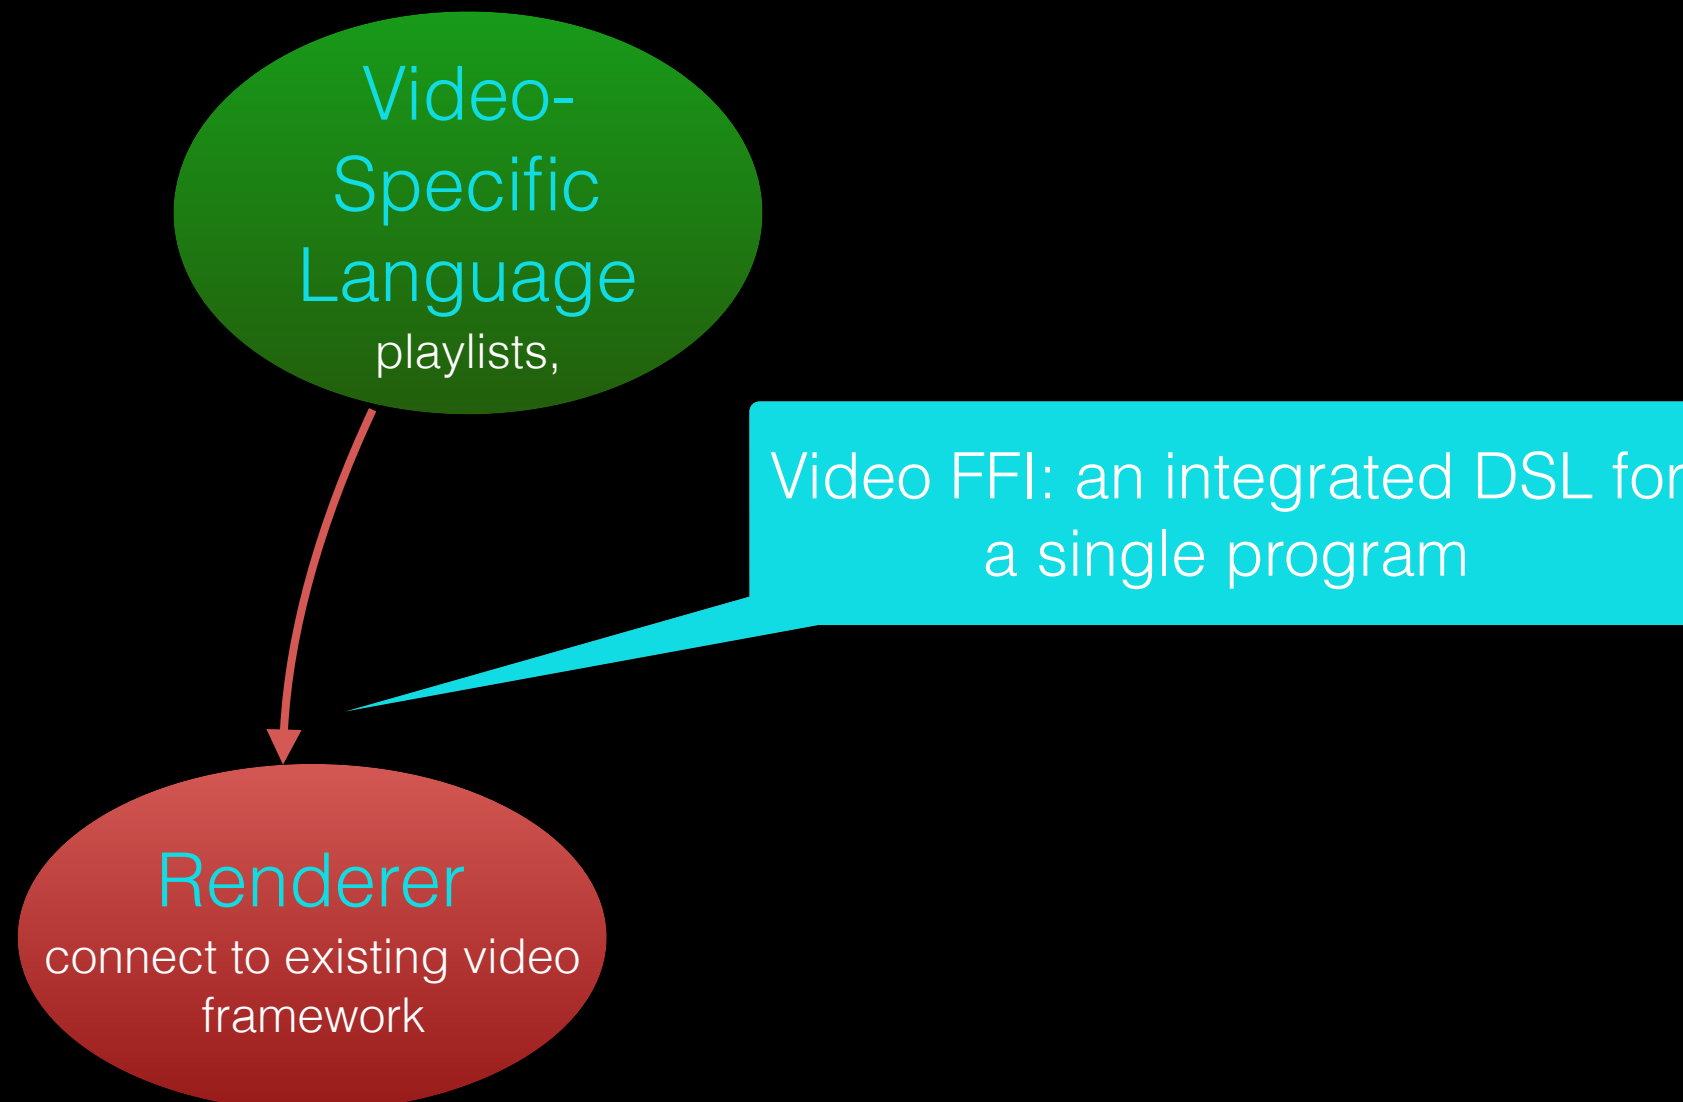 Video-
Specific
Language
playlists,
Video FFI: an integrated DSL for
a single program
Renderer
connect to existing video
framework